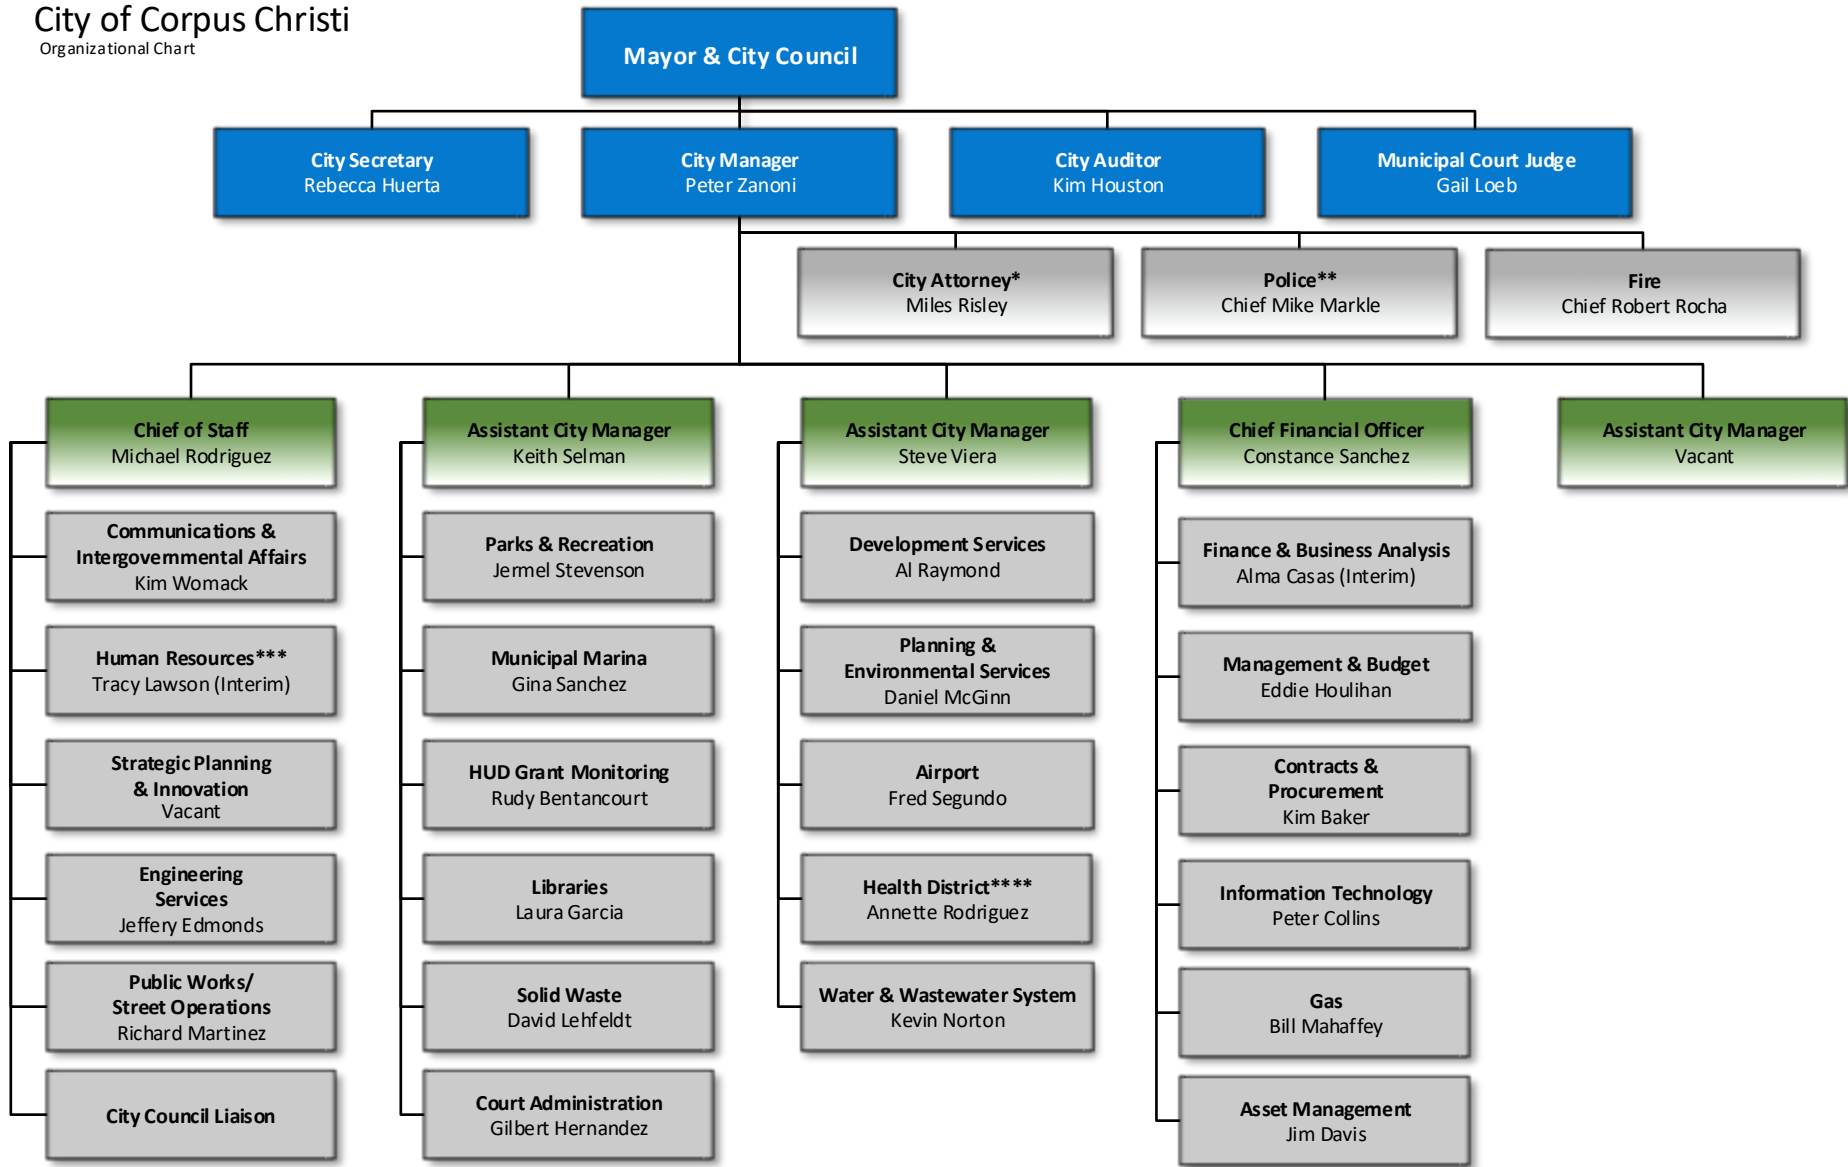 City of Corpus Christi
Organizational Chart
Mayor & City Council
City Secretary
Rebecca Huerta
City Manager
Peter Zanoni
City Auditor
Kim Houston
Municipal Court Judge
Gail Loeb
City Attorney*
Miles Risley
Police**
Chief Mike Markle
Fire
Chief Robert Rocha
Chief of Staff
Michael Rodriguez
Communications &
Intergovernmental Affairs
Kim Womack
Human Resources***
Tracy Lawson (Interim)
Strategic Planning
& Innovation
Vacant
Engineering
Services
Jeffery Edmonds
Public Works/
Street Operations
Richard Martinez
City Council Liaison
Assistant City Manager
Keith Selman
Parks & Recreation
Jermel Stevenson
Municipal Marina
Gina Sanchez
HUD Grant Monitoring
Rudy Bentancourt
Libraries
Laura Garcia
Solid Waste
David Lehfeldt
Court Administration
Gilbert Hernandez
Assistant City Manager
Steve Viera
Development Services
Al Raymond
Planning &
Environmental Services
Daniel McGinn
Airport
Fred Segundo
Health District****
Annette Rodriguez
Water & Wastewater System
Kevin Norton
Chief Financial Officer
Constance Sanchez
Finance & Business Analysis
Alma Casas (Interim)
Management & Budget
Eddie Houlihan
Contracts &
Procurement
Kim Baker
Information Technology
Peter Collins
Gas
Bill Mahaffey
Asset Management
Jim Davis
Assistant City Manager
Vacant